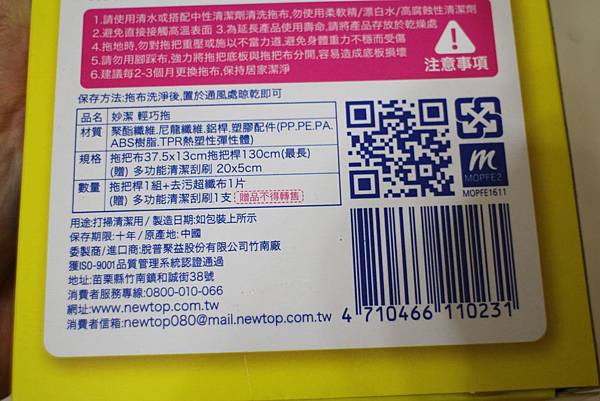 1.請使用清水或搭配中性清潔劑清洗拖布,勿使用柔軟精/漂白水/高腐蝕性清潔劑
2.避免直接接觸高溫表面 3.為延長產品使用壽命,請將產品存放於乾燥處
4.拖地時,勿對拖把重壓或施以不當力道,避免身體重力不穩而受傷
5.請勿用腳踩布,強力將拖把底板與拖把布分開,容易造成底板損壞
6.建議每2-3個月更換拖布,保持居家潔淨
注意事項
保存方法:拖布洗淨後,置於通風處晾乾即可
品名 妙潔 輕巧拖
材質 聚酯纖維.尼龍纖維.鋁桿.塑膠配件(PP.PE.PA.
ABS樹脂.TPR熱塑性彈性體)
規格 拖把布37.5x13cm拖把桿130cm(最長)
(贈) 多功能清潔刮刷 20x5cm
數量 拖把桿1組+去污超纖布1片
(贈) 多功能清潔刮刷1支 贈品不得轉售
用途:打掃清潔用/製造日期:如包裝上所示
保存期限:十年/原產地:中國
委製商/進口商:脫普聚益股份有限公司竹南廠
獲ISO-9001品質管理系統認證通過
地址:苗栗縣竹南鎮和誠街38號
消費者服務專線:0800-010-066
網址:www.newtop.com.tw
消費者信箱:newtop080@mail.newtop.com.tw
m
MOPFE2
MOPFE1611
4 710466 110231